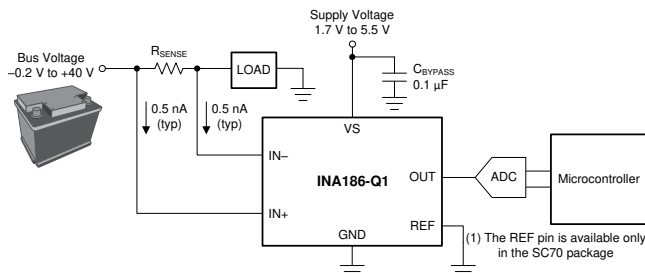 Supply Voltage
1.7 V to 5.5 V
Bus Voltage
–0.2 V to +40 V
RSENSE
LOAD
CBYPASS
0.1 µF
0.5 nA
(typ)
0.5 nA
(typ)
VS
IN–
INA186-Q1
OUT
ADC
Microcontroller
IN+
REF
GND
(1) The REF pin is available only
in the SC70 package